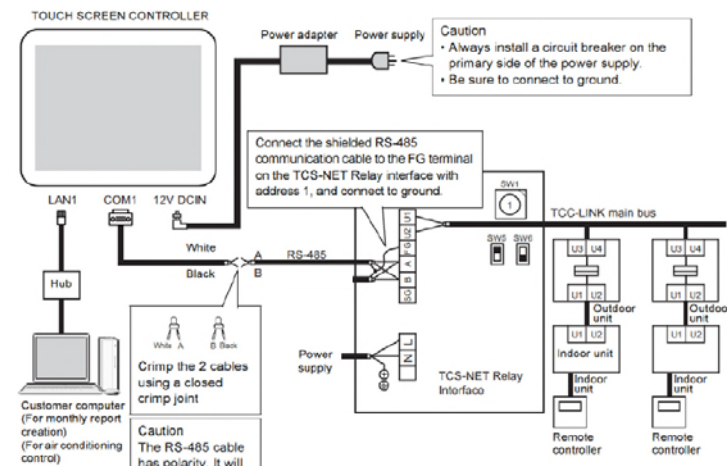 TOUCH SCREEN CONTROLLER
Power adapter
Power supply
Caution
• Always install a circuit breaker on the
primary side of the power supply.
• Be sure to connect to ground.
Connect the shielded RS-485
communication cable to the FG terminal
on the TCS-NET Relay interface with
address 1, and connect to ground.
LAN1
COM1
12V DCIN
SW1
1
U1
U2
FG
A
B
SG
TCC-LINK main bus
SW5
SW6
White
A
RS-485
Black
B
U3 U4
U3 U4
Hub
U1 U2
U1 U2
Outdoor
unit
Outdoo
unit
White A
B Black
U1 U2
U1 U2
Indoor unit
Crimp the 2 cables
using a closed
crimp joint
Power
supply
L
N
TCS-NET Relay
Interfaco
Indoor
unit
Indoor
unit
Customer computer
(For monthly report
creation)
(For air conditioning
control)
Caution
The RS-485 cable
has polarity. It will
Remote
controller
Remote
controller